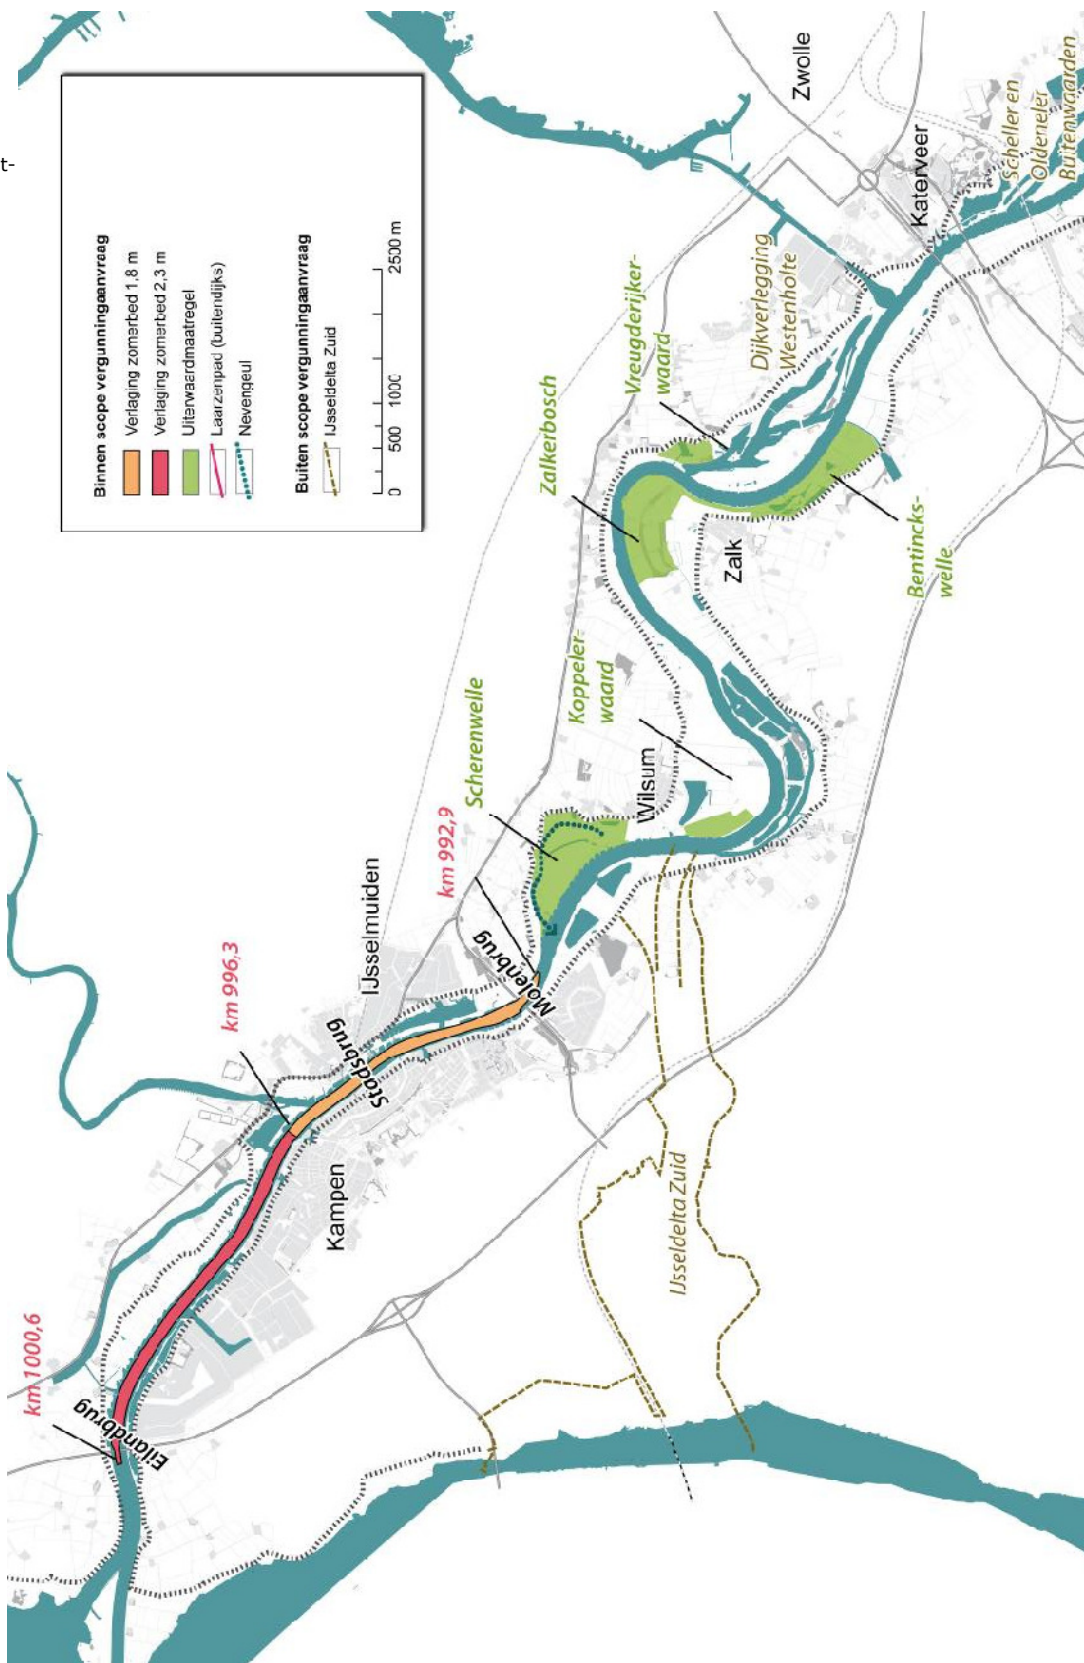 t-
Binnen scope vergunningaanvraag
Verlaging zomerbed 1,8 m
Verlaging zomerbed 2,3 m
Uiterwaardmaatregel
Laarzenpad (buitendijks)
Nevengeul
Buiten scope vergunningaanvraag
IJsseldelta Zuid
0 500 1000 2500 m
km 1000,6
Eilandbrug
km 996,3
Kampen
Stadsbrug
IJsselmuiden
km 992,9
Molenbrug
Scherenwelle
Wilsum
Koppeler-
waard
IJsseldelta Zuid
Zalkerbosch
Zalk
Vreugderijker-
waard
Bentincks-
welle
Dijkverlegging
Westenholte
Zwolle
Katerveer
Scheller en
Oldeneler
Buitenwaarden